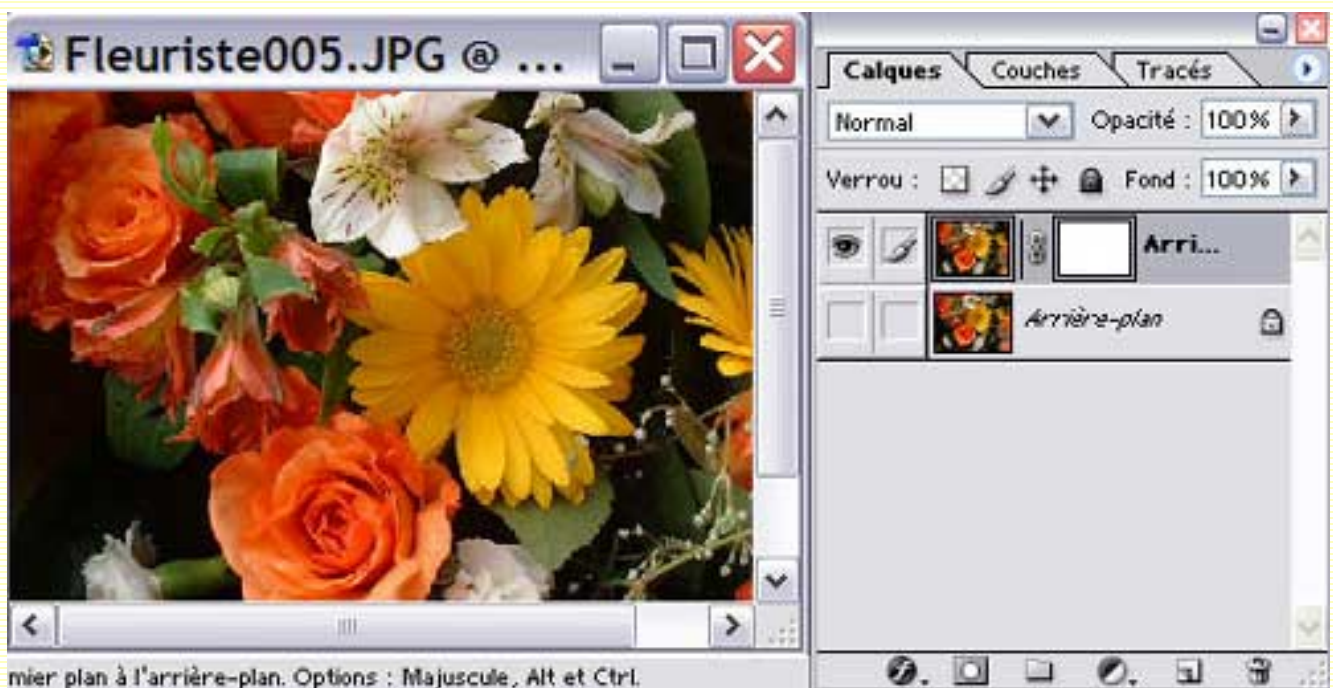 Fleuriste005.JPG @ ...
mier plan à l'arrière-plan. Options : Majuscule, Alt et Ctrl.
Calques Couches Tracés
Normal Opacité : 100%
Verrou : Fond : 100%
Arri...
Arrière-plan